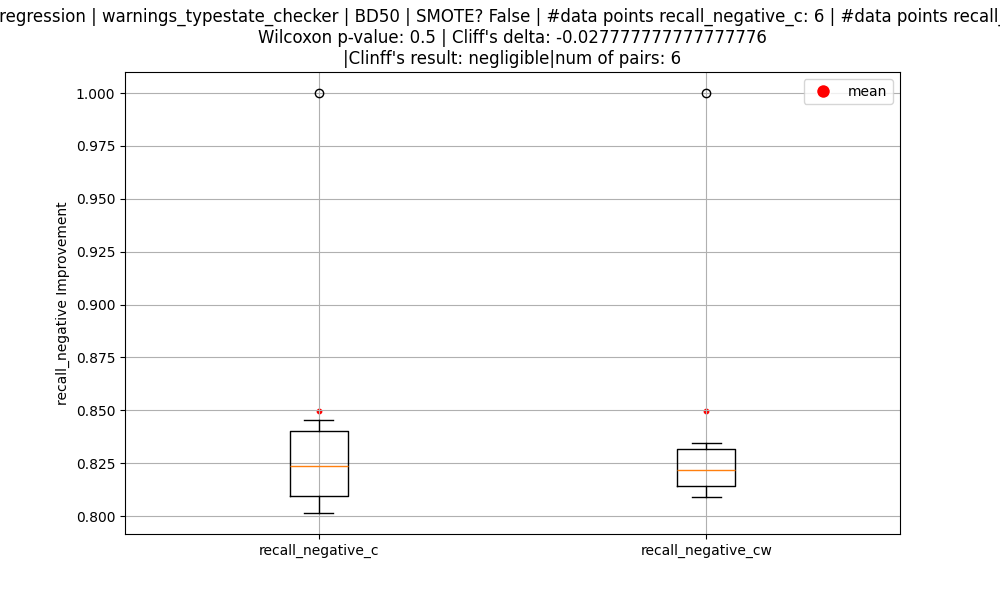 regression | warnings_typestate_checker | BD50 | SMOTE? False | #data points recall_negative_c: 6 | #data points recall_
Wilcoxon p-value: 0.5 | Cliff's delta: -0.027777777777777776
|Clinff's result: negligible|num of pairs: 6
mean
1.000
0.975
0.950
0.925
0.900
0.875
0.850
0.825
0.800
recall_negative Improvement
recall_negative_c
recall_negative_cw